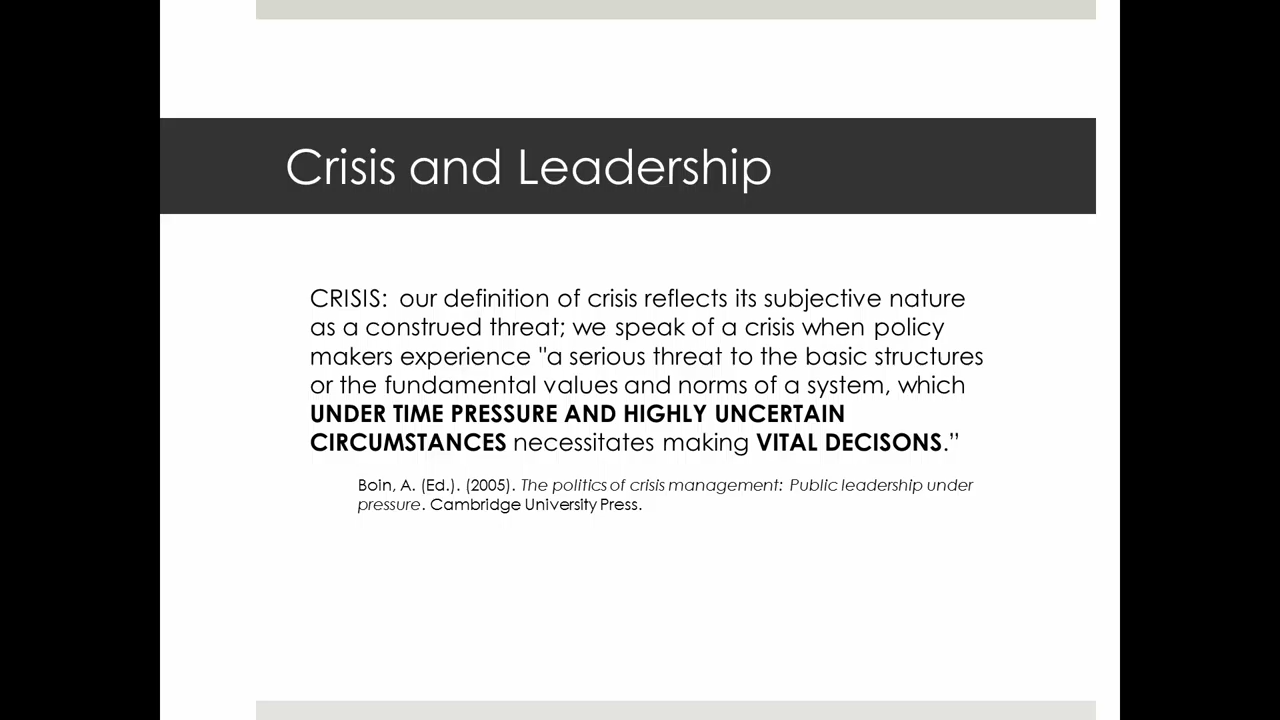 Crisis and Leadership
CRISIS:  our definition of crisis reflects its subjective nature
as a construed threat; we speak of a crisis when policy
makers experience "a serious threat to the basic structures
or the fundamental values and norms of a system, which
UNDER TIME PRESSURE AND HIGHLY UNCERTAIN
CIRCUMSTANCES necessitates making VITAL DECISONS.”
Boin, A. (Ed.). (2005). The politics of crisis management: Public leadership under
pressure. Cambridge University Press.